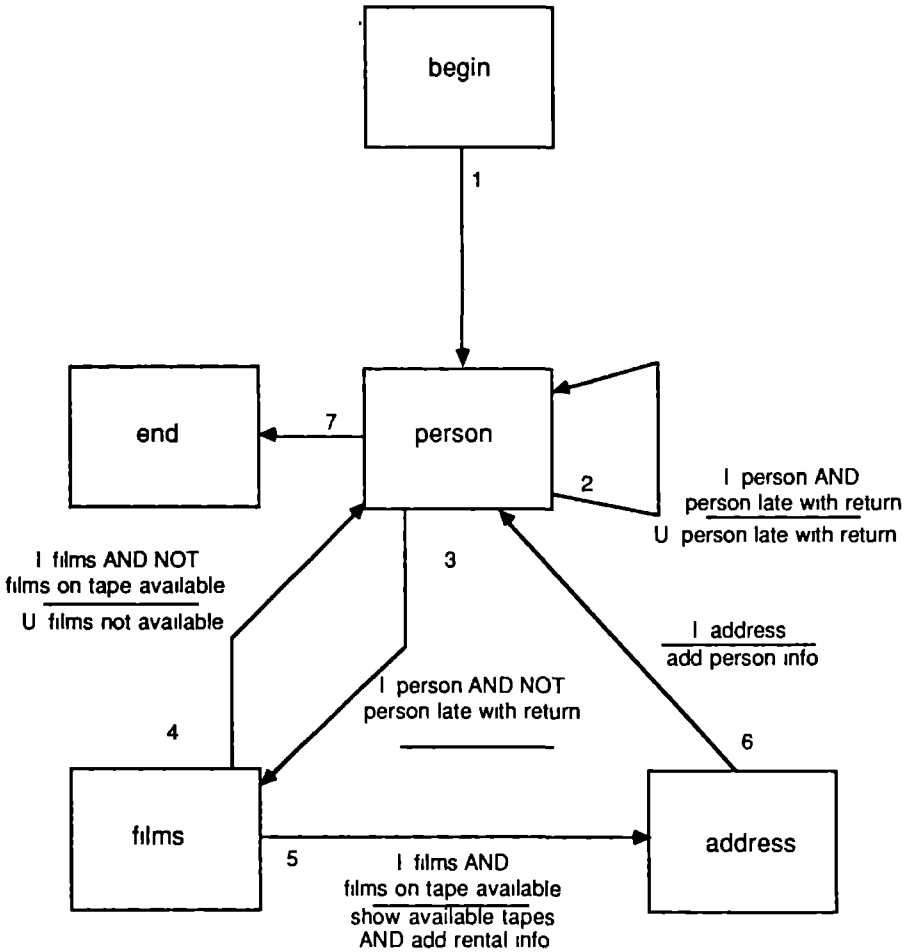 begin
1
end
7
person
2
I person AND
person late with return
U person late with return
I films AND NOT
films on tape available
U films not available
3
I address
add person info
I person AND NOT
person late with return
4
6
films
address
5
I films AND
films on tape available
show available tapes
AND add rental info